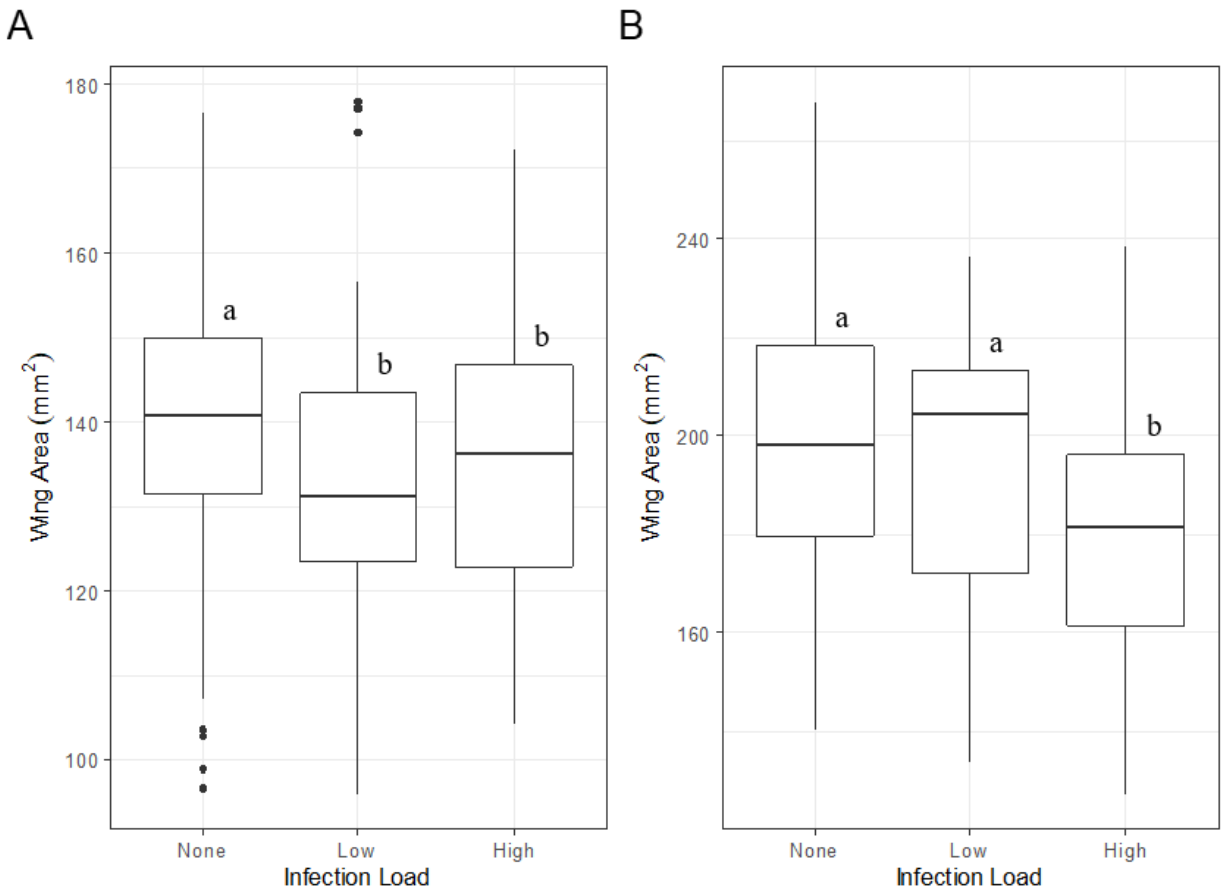 A
B
180
160
140
120
100
Wing Area (mm²)
a
b
b
None
Low
High
Infection Load
240
200
160
Wing Area (mm²)
a
a
b
None
Low
High
Infection Load